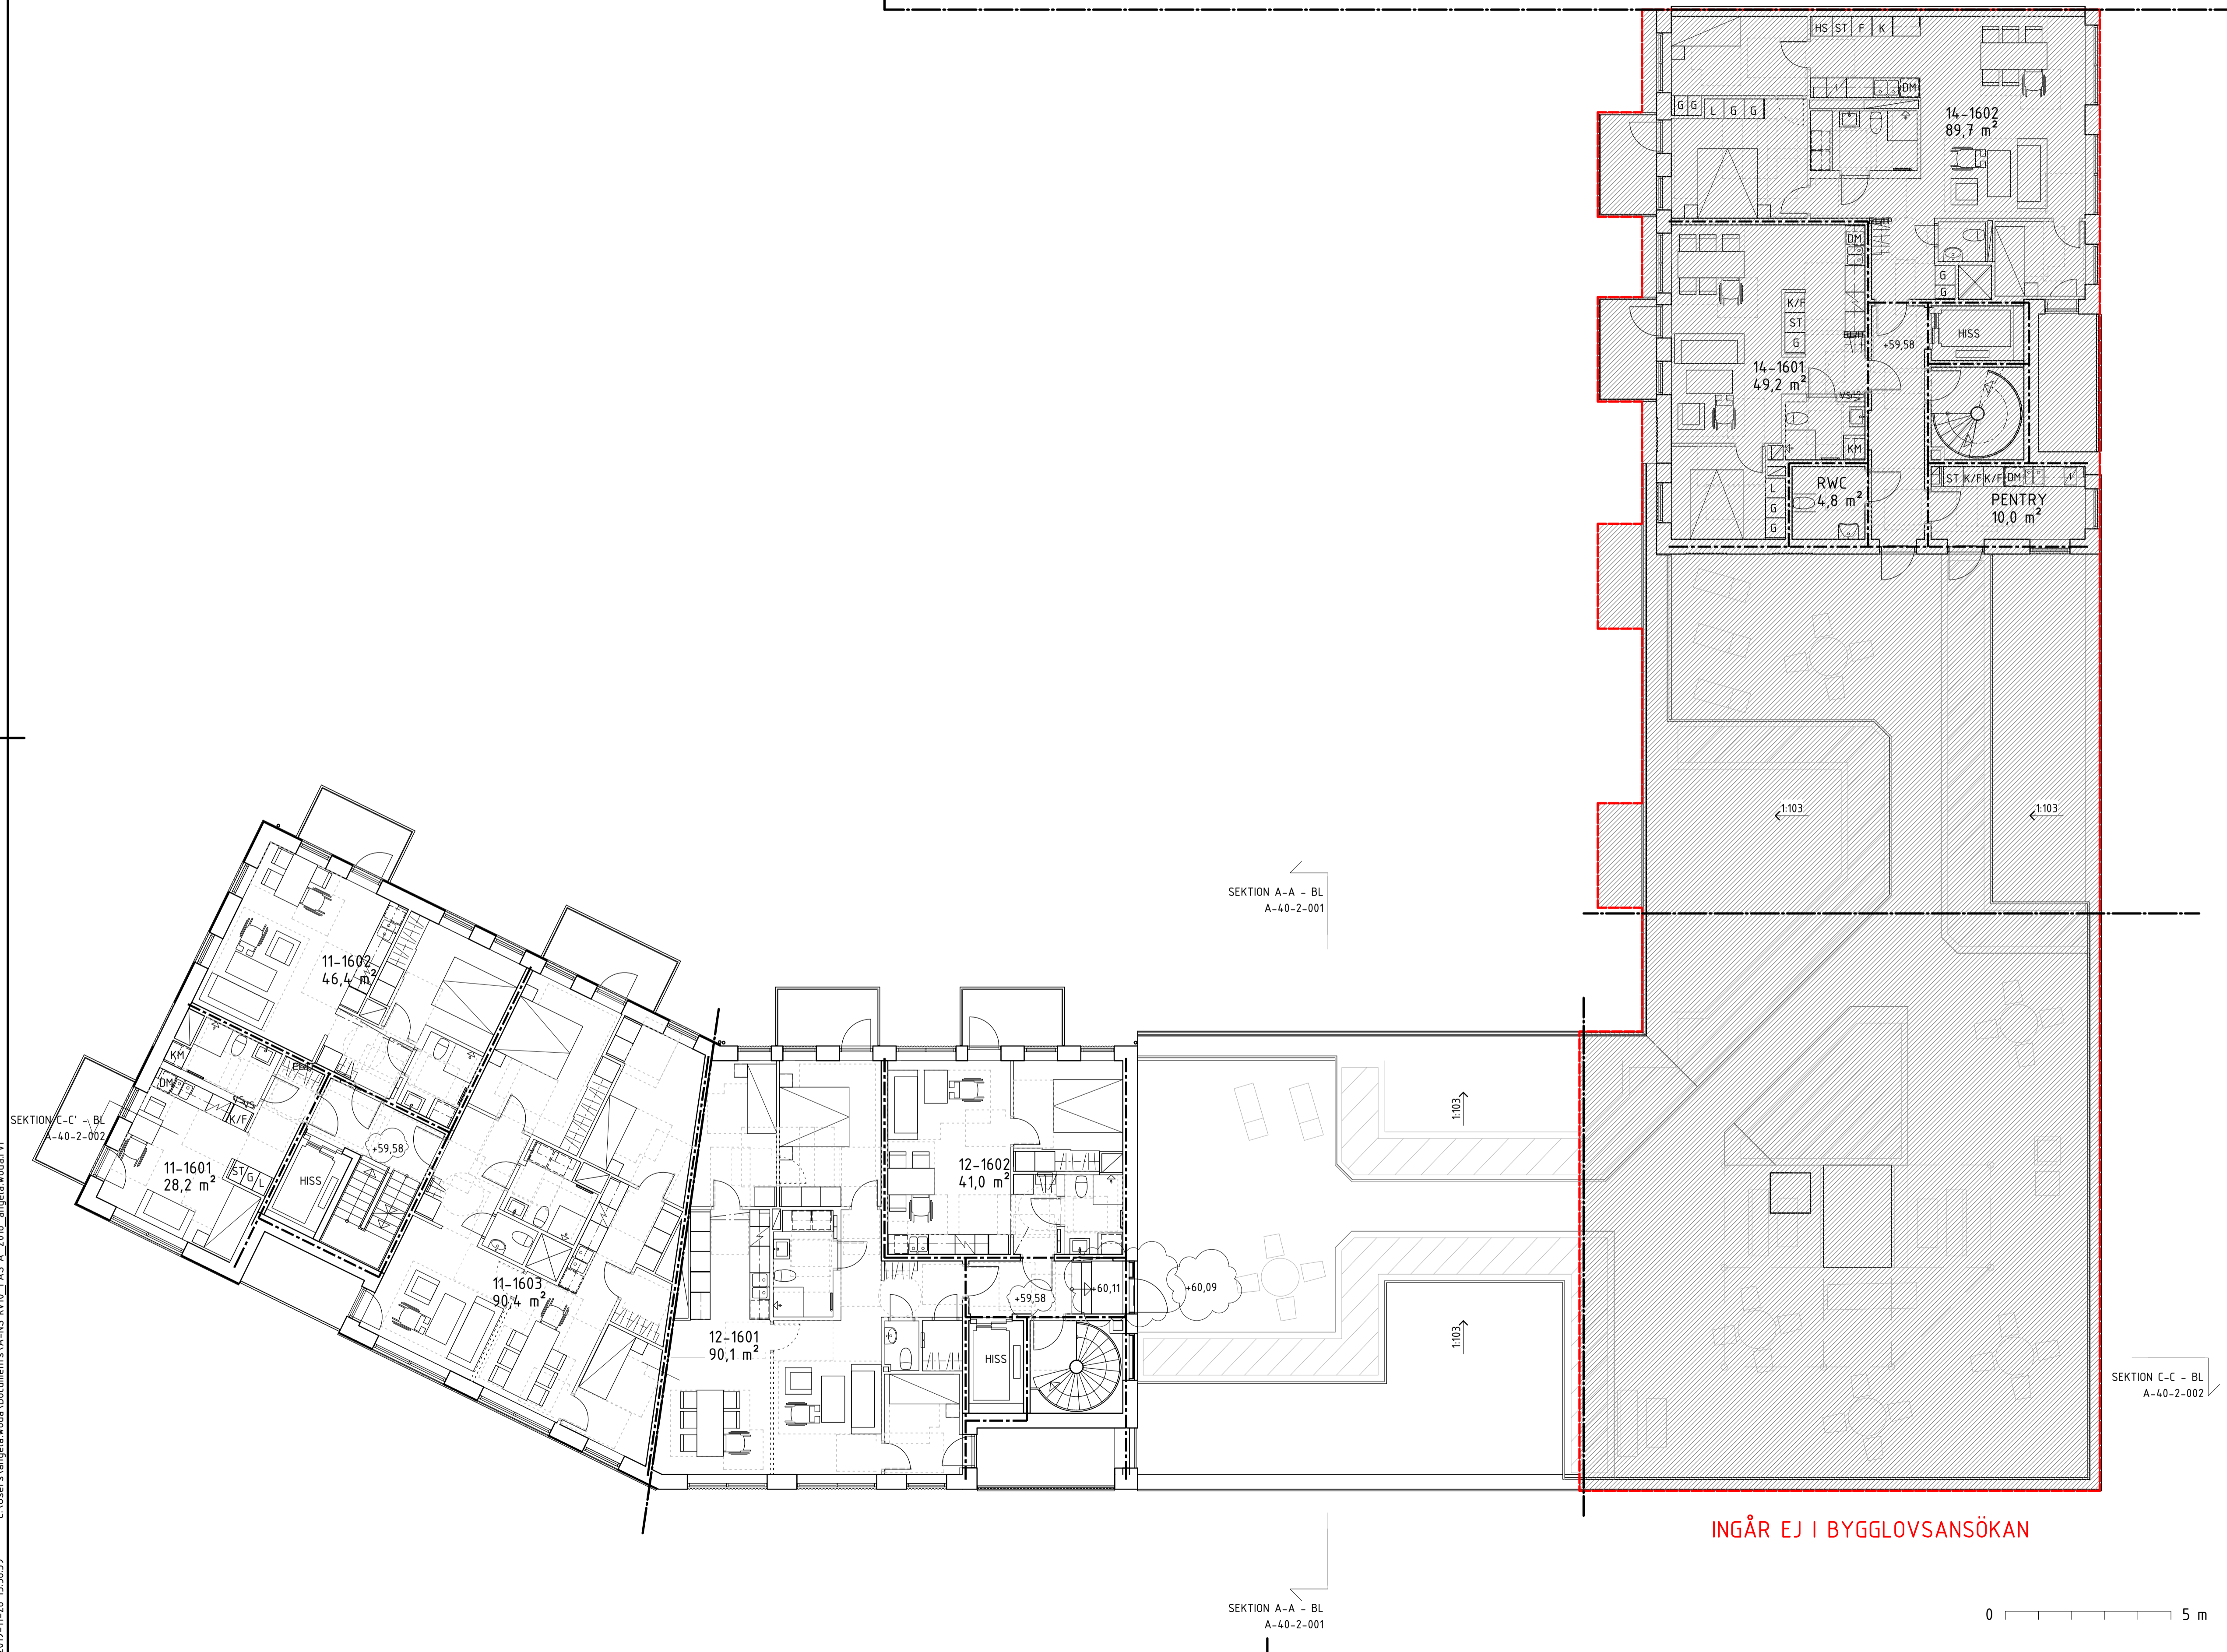 HS ST F K
DM
G G L G G
14-1602
89,7 m²
DM
K/F
ST
G
G
G
HISS
+59,58
14-1601
49,2 m²
KM
RWC
4,8 m²
L
G
G
ST K/F K/F DM
PENTRY
10,0 m²
1:103
1:103
SEKTION A-A - BL
A-40-2-001
11-1602
46,4 m²
KM
DM
K/F
SEKTION C-C' - BL
A-40-2-002
+59,58
11-1601
28,2 m²
ST G L
HISS
11-1603
90,4 m²
12-1602
41,0 m²
1:103
+59,58
+60,11
+60,09
12-1601
90,1 m²
HISS
1:103
SEKTION C-C - BL
A-40-2-002
INGÅR EJ I BYGGLOVSANSÖKAN
SEKTION A-A - BL
A-40-2-001
0 5 m